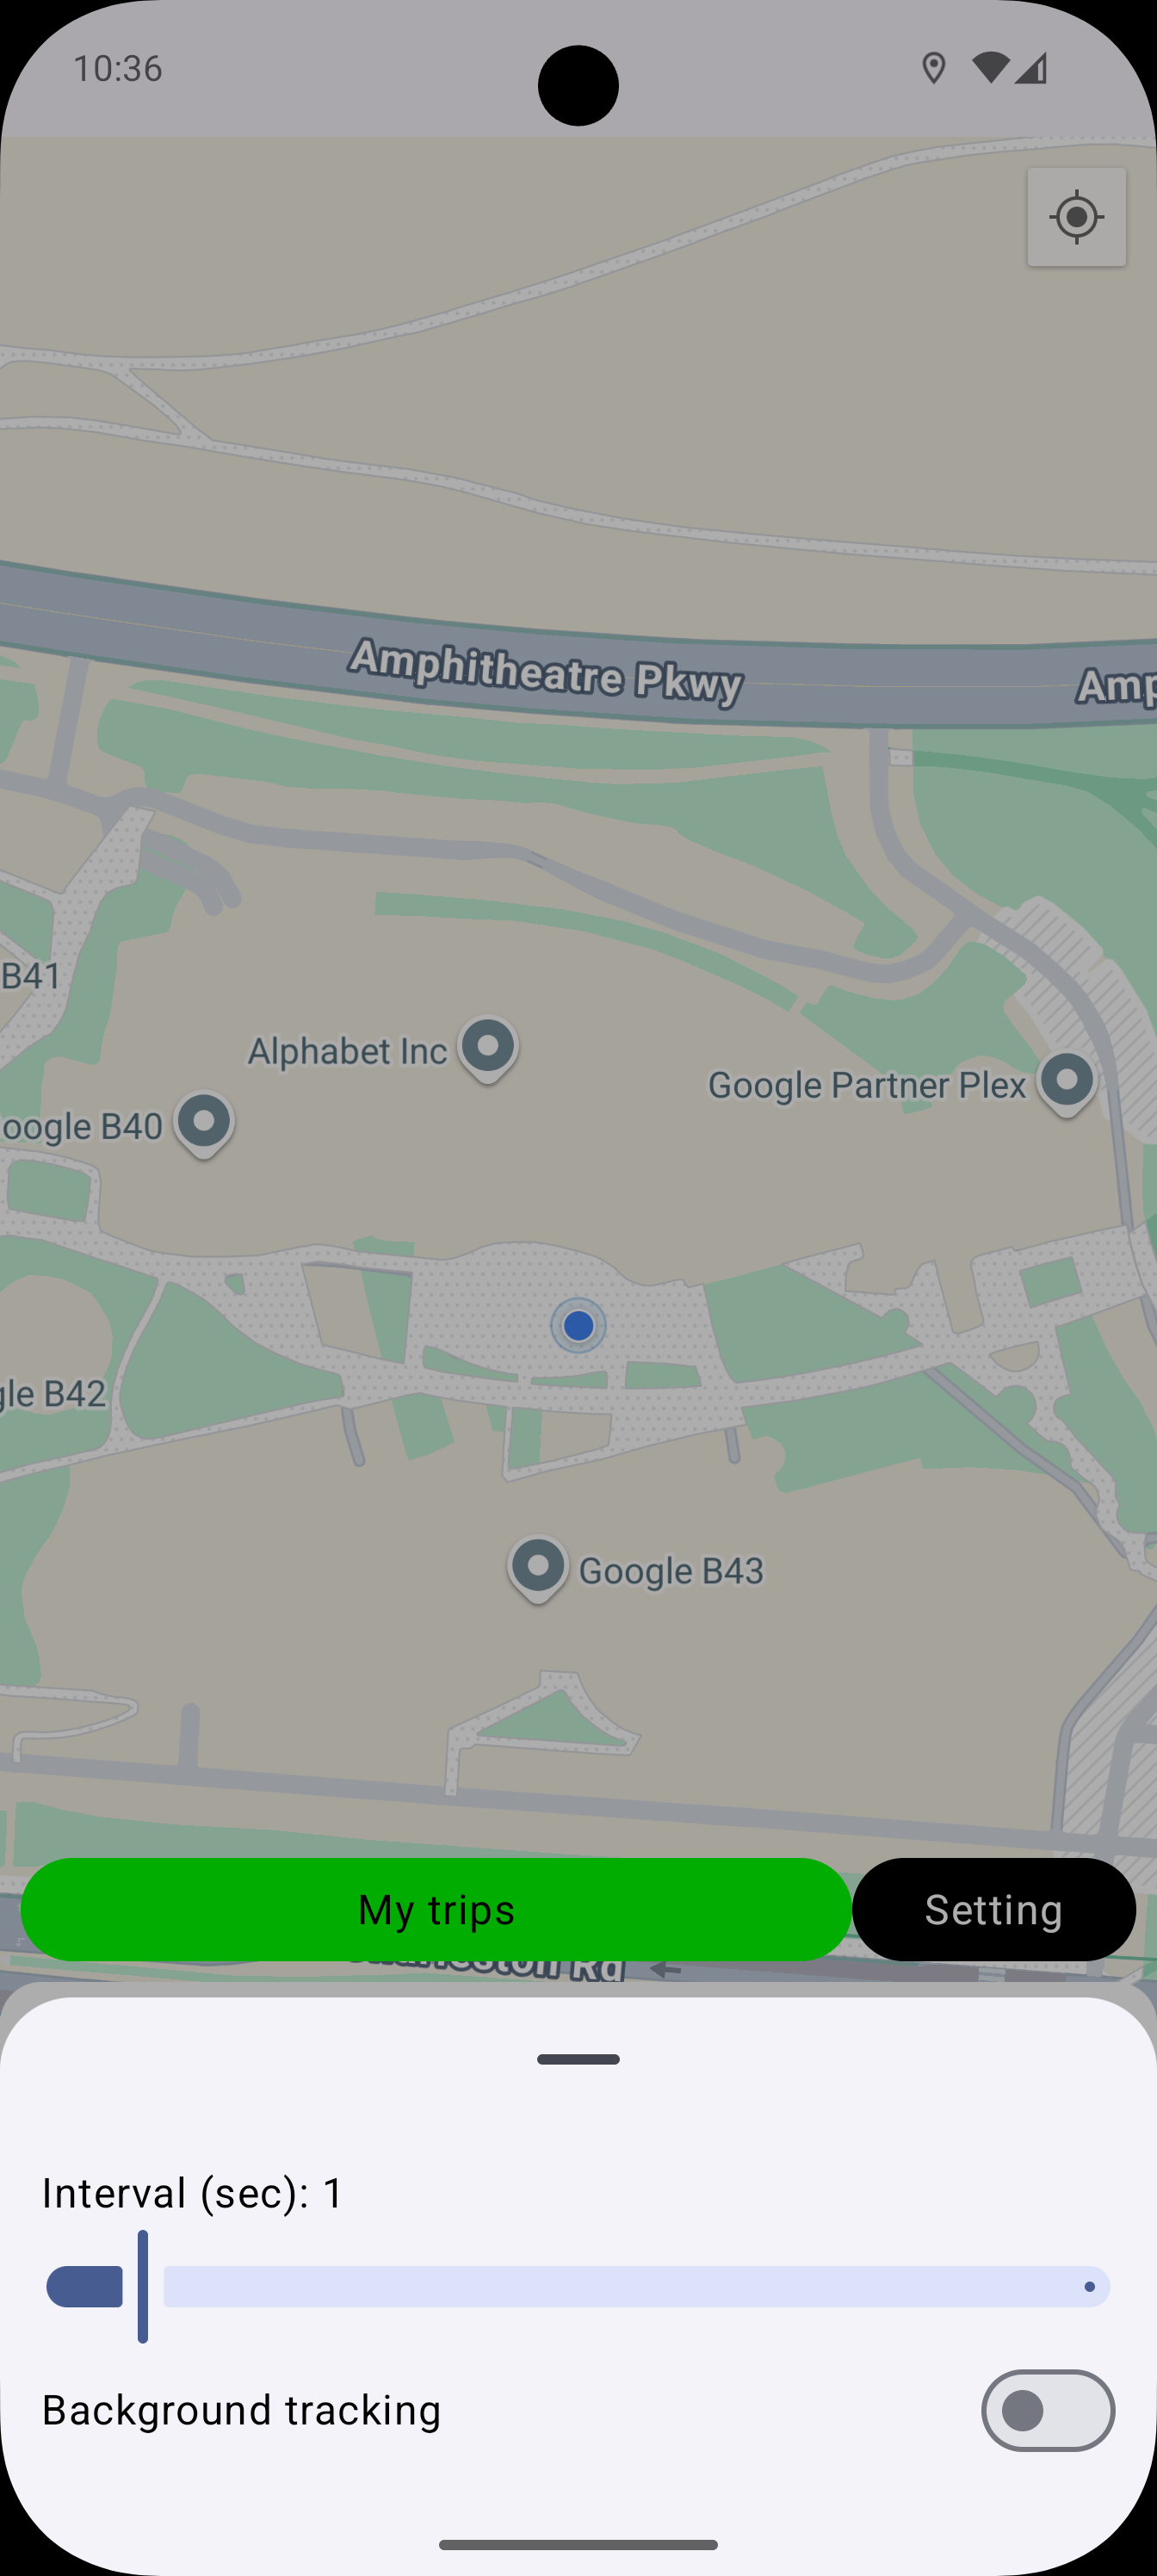 10:36
Amphitheatre Pkwy
Amp
B41
Alphabet Inc
Google Partner Plex
oogle B40
gle B42
Google B43
My trips
Setting
Rd
Interval (sec): 1
Background tracking